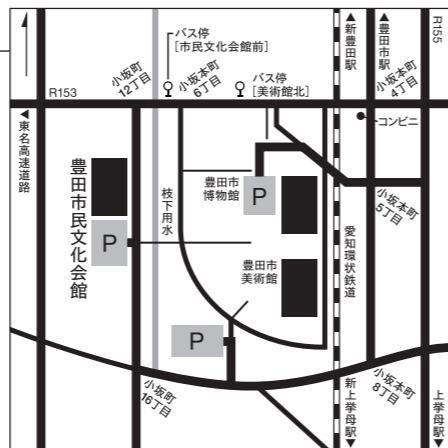 バス停
[市民文化会館前]
バス停
[美術館北]
R153
小坂町
12丁目
小坂本町
6丁目
▲新豊田駅
▲豊田市駅
小坂本町
4丁目
R155
コンビニ
▲東名高速道路
豊田市民文化会館
P
枝下用水
豊田市
博物館
P
小坂本町
5丁目
愛知環状鉄道
豊田市
美術館
P
小坂町
16丁目
新上挙母駅▼
小坂本町
8丁目
上挙母駅▼